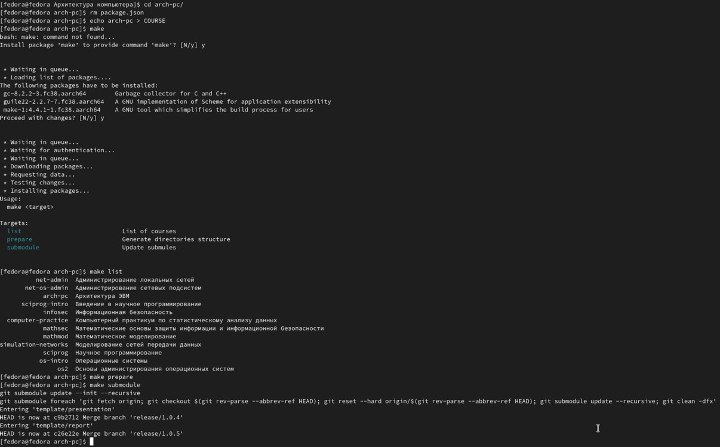 [fedora@fedora Архитектура компьютера]$ cd arch-pc/
[fedora@fedora arch-pc]$ rm package.json
[fedora@fedora arch-pc]$ echo arch-pc > COURSE
[fedora@fedora arch-pc]$ make
bash: make: command not found...
Install package 'make' to provide command 'make'? [N/y] y
* Waiting in queue...
* Loading list of packages....
The following packages have to be installed:
gc-8.2.2-3.fc38.aarch64 Garbage collector for C and C++
guile22-2.2.7-7.fc38.aarch64 A GNU implementation of Scheme for application extensibility
make-1:4.4.1-1.fc38.aarch64 A GNU tool which simplifies the build process for users
Proceed with changes? [N/y] y
* Waiting in queue...
* Waiting for authentication...
* Waiting in queue...
* Downloading packages...
* Requesting data...
* Testing changes...
* Installing packages...
Usage:
make <target>
Targets:
list List of courses
prepare Generate directories structure
submodule Update submules
[fedora@fedora arch-pc]$ make list
net-admin Администрирование локальных сетей
net-os-admin Администрирование сетевых подсистем
arch-pc Архитектура ЭВМ
sciprog-intro Введение в научное программирование
infosec Информационная безопасность
computer-practice Компьютерный практикум по статистическому анализу данных
mathsec Математические основы защиты информации и информационной безопасности
mathmod Математическое моделирование
simulation-networks Моделирование сетей передачи данных
sciprog Научное программирование
os-intro Операционные системы
os2 Основы администрирования операционных систем
[fedora@fedora arch-pc]$ make prepare
[fedora@fedora arch-pc]$ make submodule
git submodule update --init --recursive
git submodule foreach 'git fetch origin; git checkout $(git rev-parse --abbrev-ref HEAD); git reset --hard origin/$(git rev-parse --abbrev-ref HEAD); git submodule update --recursive; git clean -dfx'
Entering 'template/presentation'
HEAD is now at c9b2712 Merge branch 'release/1.0.4'
Entering 'template/report'
HEAD is now at c26e22e Merge branch 'release/1.0.5'
[fedora@fedora arch-pc]$